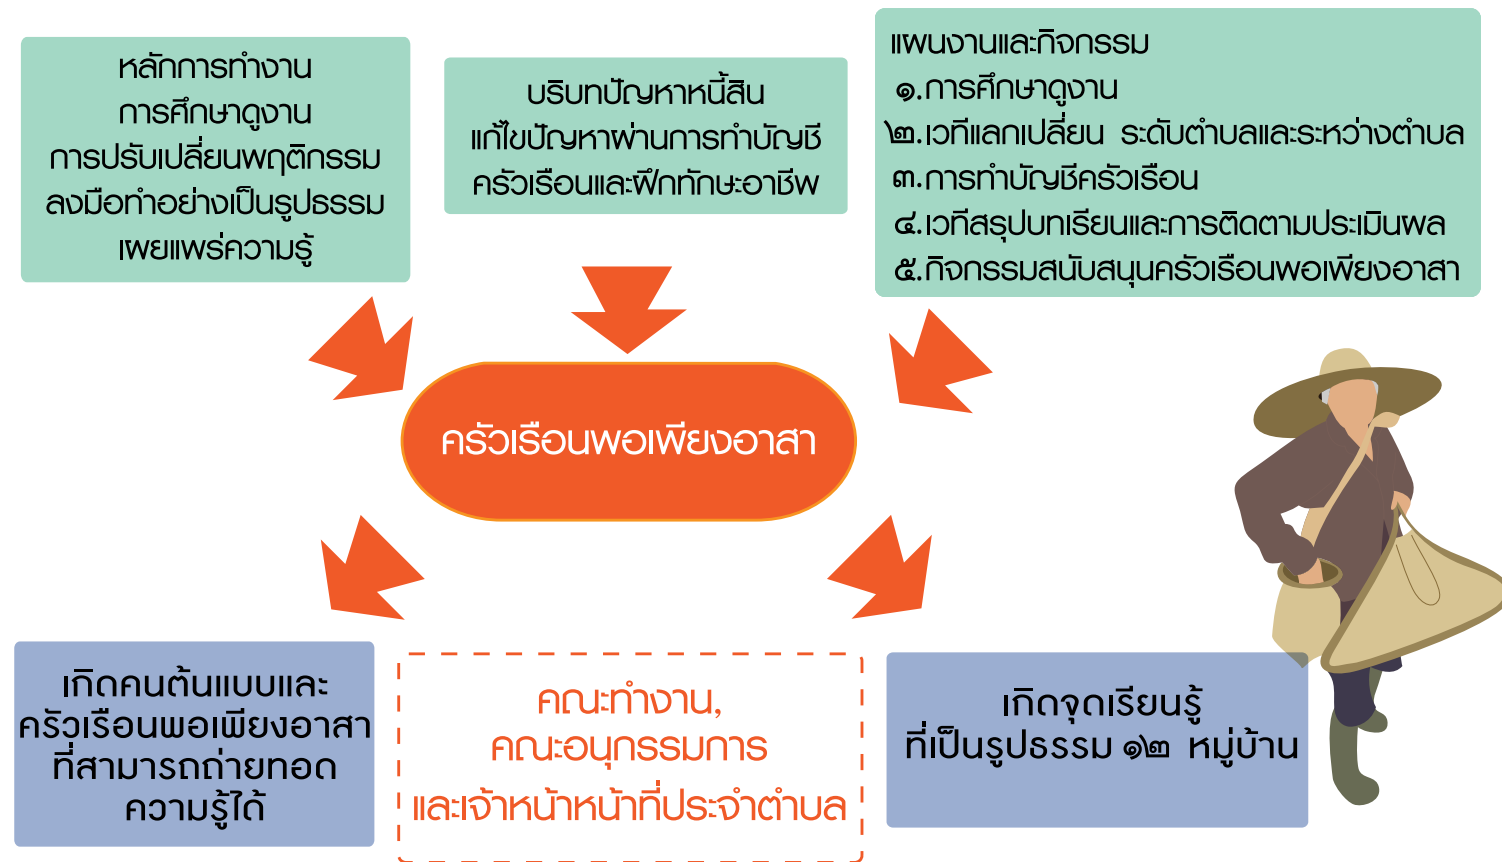 หลักการทำงาน
การศึกษาดูงาน
การปรับเปลี่ยนพฤติกรรม
ลงมือทำอย่างเป็นรูปธรรม
เผยแพร่ความรู้
บริบทปัญหาหนี้สิน
แก้ไขปัญหาผ่านการทำบัญชี
ครัวเรือนและฝึกทักษะอาชีพ
แผนงานและกิจกรรม
๑.การศึกษาดูงาน
๒.เวทีแลกเปลี่ยน ระดับตำบลและระหว่างตำบล
๓.การทำบัญชีครัวเรือน
๔.เวทีสรุปบทเรียนและการติดตามประเมินผล
๕.กิจกรรมสนับสนุนครัวเรือนพอเพียงอาสา
ครัวเรือนพอเพียงอาสา
เกิดคนต้นแบบและ
ครัวเรือนพอเพียงอาสา
ที่สามารถถ่ายทอด
ความรู้ได้
คณะทำงาน,
คณะอนุกรรมการ
และเจ้าหน้าหน้าที่ประจำตำบล
เกิดจุดเรียนรู้
ที่เป็นรูปธรรม ๑๒ หมู่บ้าน